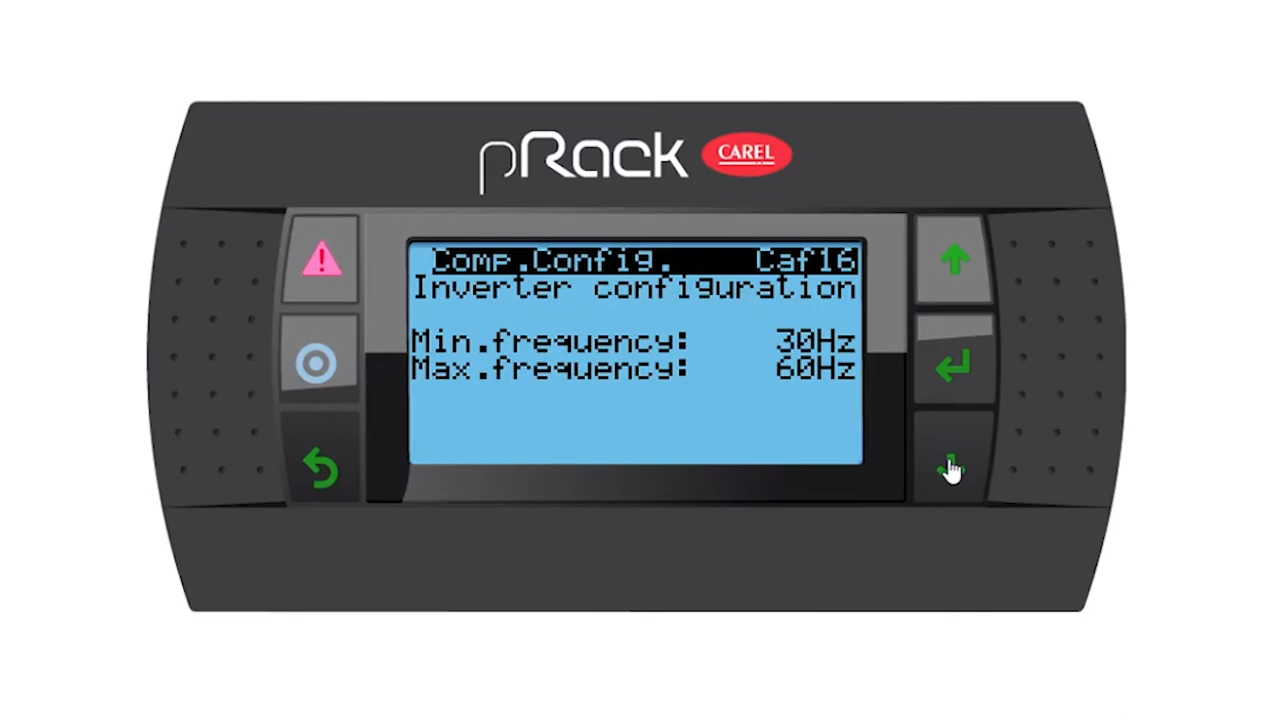 pRack CAREL
Comp.Config. Caf16
Inverter configuration
Min.frequency: 30Hz
Max.frequency: 60Hz